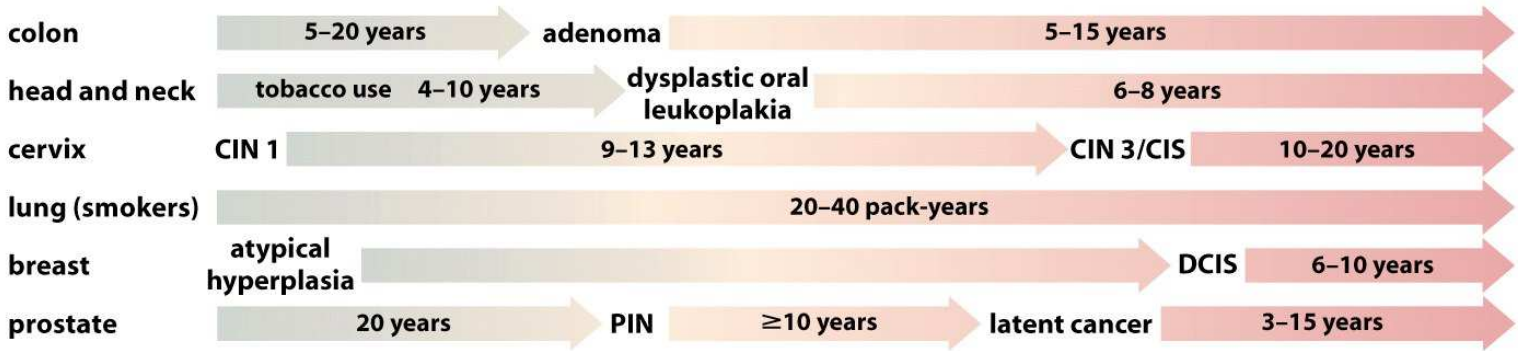 colon 5–20 years adenoma 5–15 years
head and neck tobacco use 4–10 years dysplastic oral leukoplakia 6–8 years
cervix CIN 1 9–13 years CIN 3/CIS 10–20 years
lung (smokers) 20–40 pack-years
breast atypical hyperplasia DCIS 6–10 years
prostate 20 years PIN ≥10 years latent cancer 3–15 years